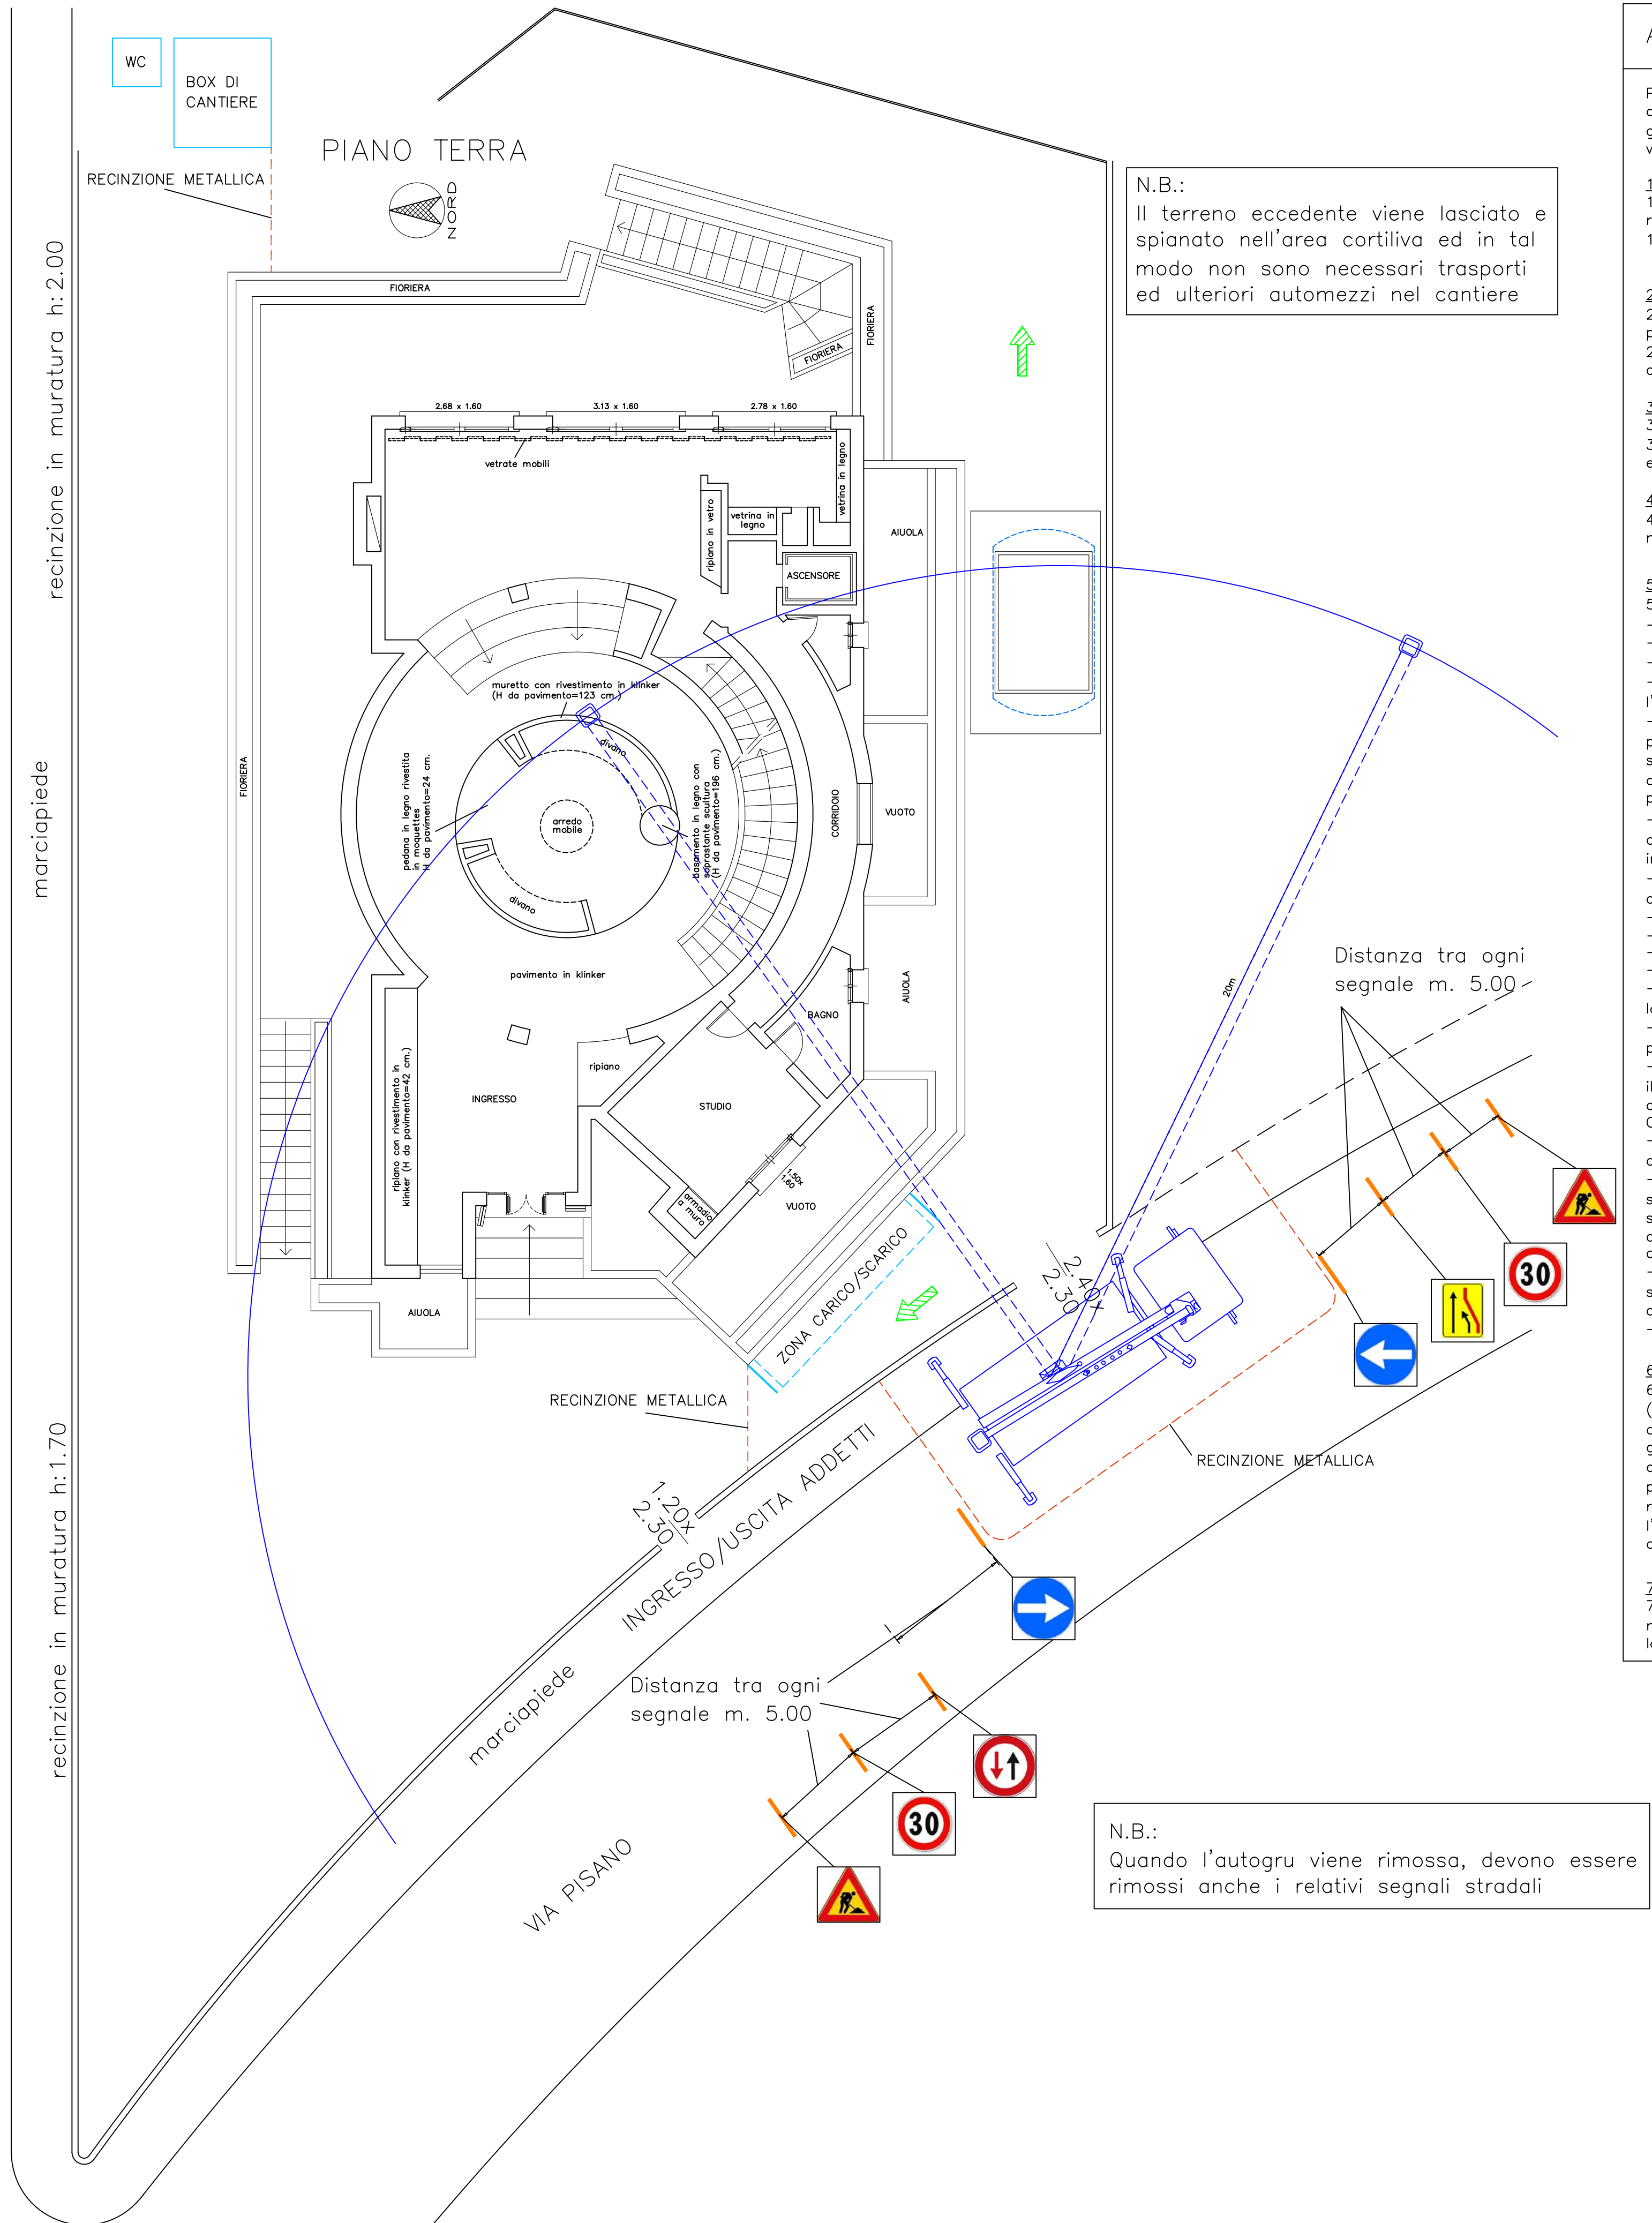 WC
BOX DI
CANTIERE
PIANO TERRA
NORD
RECINZIONE METALLICA
recinzione in muratura h: 2.00
marciapiede
recinzione in muratura h: 1.70
N.B.:
Il terreno eccedente viene lasciato e
spianato nell'area cortiliva ed in tal
modo non sono necessari trasporti
ed ulteriori automezzi nel cantiere
FIORIERA
FIORIERA
FIORIERA
FIORIERA
2.68 x 1.60
3.13 x 1.60
2.78 x 1.60
vetrate mobili
vetrina in legno
ripiano in vetro
vetrina in
legno
ASCENSORE
AIUOLA
muretto con rivestimento in klinker
(H da pavimento=123 cm.)
divano
pedana in legno rivestita
in moquettes
H da pavimento=24 cm.
arredo
mobile
basamento in legno con
soprastante scultura
(H da pavimento=196 cm.)
divano
CORRIDOIO
VUOTO
pavimento in klinker
AIUOLA
BAGNO
20m
Distanza tra ogni
segnale m. 5.00
ripiano con rivestimento in
klinker (H da pavimento=42 cm.)
INGRESSO
ripiano
STUDIO
1.50x
1.60
armadio
a muro
VUOTO
AIUOLA
ZONA CARICO/SCARICO
2.40x
2.30
30
RECINZIONE METALLICA
RECINZIONE METALLICA
1.20x
2.30
INGRESSO/USCITA ADDETTI
marciapiede
Distanza tra ogni
segnale m. 5.00
30
VIA PISANO
N.B.:
Quando l'autogru viene rimossa, devono essere
rimossi anche i relativi segnali stradali